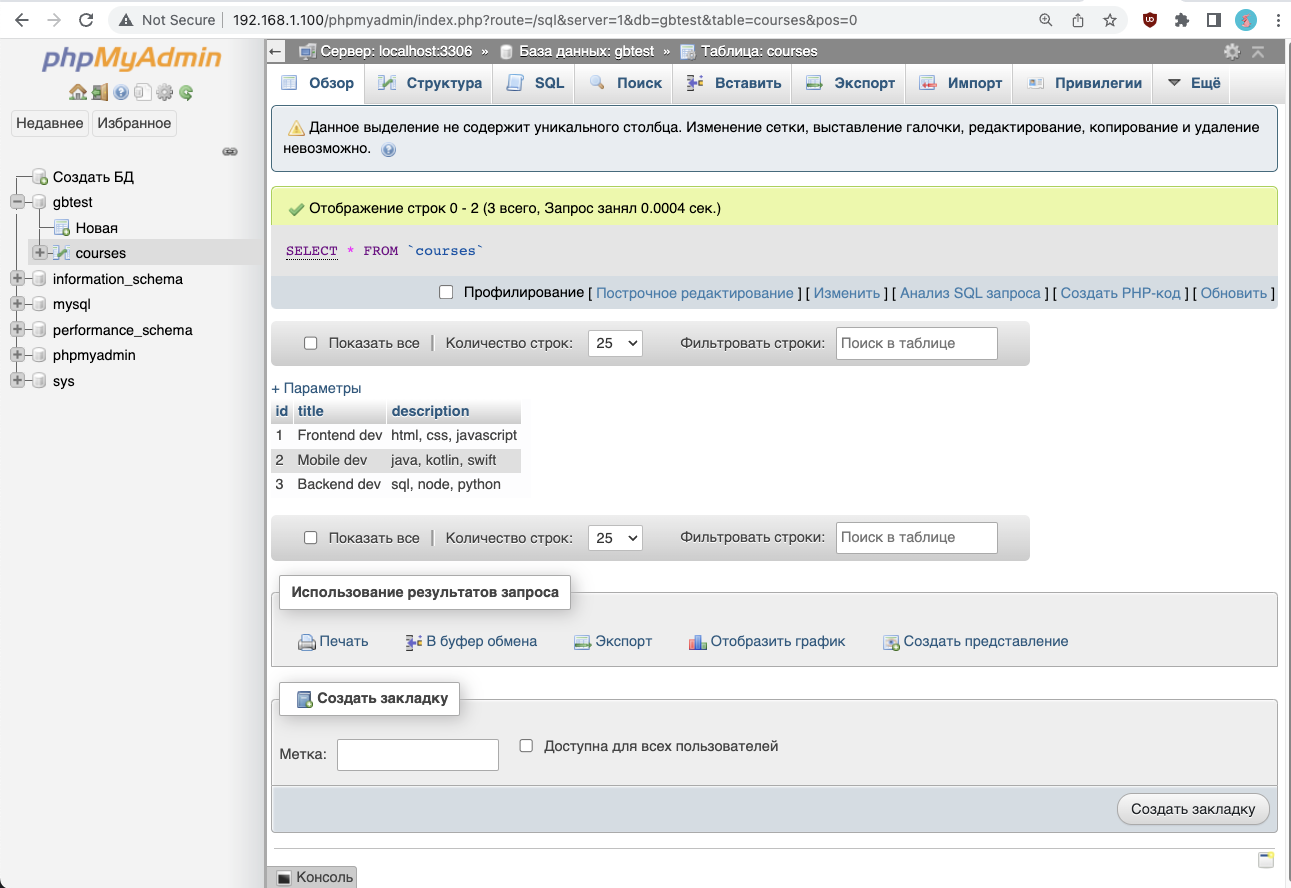 Not Secure | 192.168.1.100/phpmyadmin/index.php?route=/sql&server=1&db=gbtest&table=courses&pos=0
phpMyAdmin
Недавнее Избранное
Создать БД
gbtest
Новая
courses
information_schema
mysql
performance_schema
phpmyadmin
sys
Сервер: localhost:3306 » База данных: gbtest » Таблица: courses
Обзор Структура SQL Поиск Вставить Экспорт Импорт Привилегии Ещё
Данное выделение не содержит уникального столбца. Изменение сетки, выставление галочки, редактирование, копирование и удаление
невозможно.
Отображение строк 0 - 2 (3 всего, Запрос занял 0.0004 сек.)
SELECT * FROM `courses`
Профилирование [ Построчное редактирование ] [ Изменить ] [ Анализ SQL запроса ] [ Создать PHP-код ] [ Обновить ]
Показать все | Количество строк: 25 Фильтровать строки: Поиск в таблице
+ Параметры
id title description
1 Frontend dev html, css, javascript
2 Mobile dev java, kotlin, swift
3 Backend dev sql, node, python
Показать все | Количество строк: 25 Фильтровать строки: Поиск в таблице
Использование результатов запроса
Печать В буфер обмена Экспорт Отобразить график Создать представление
Создать закладку
Метка: Доступна для всех пользователей
Создать закладку
Консоль